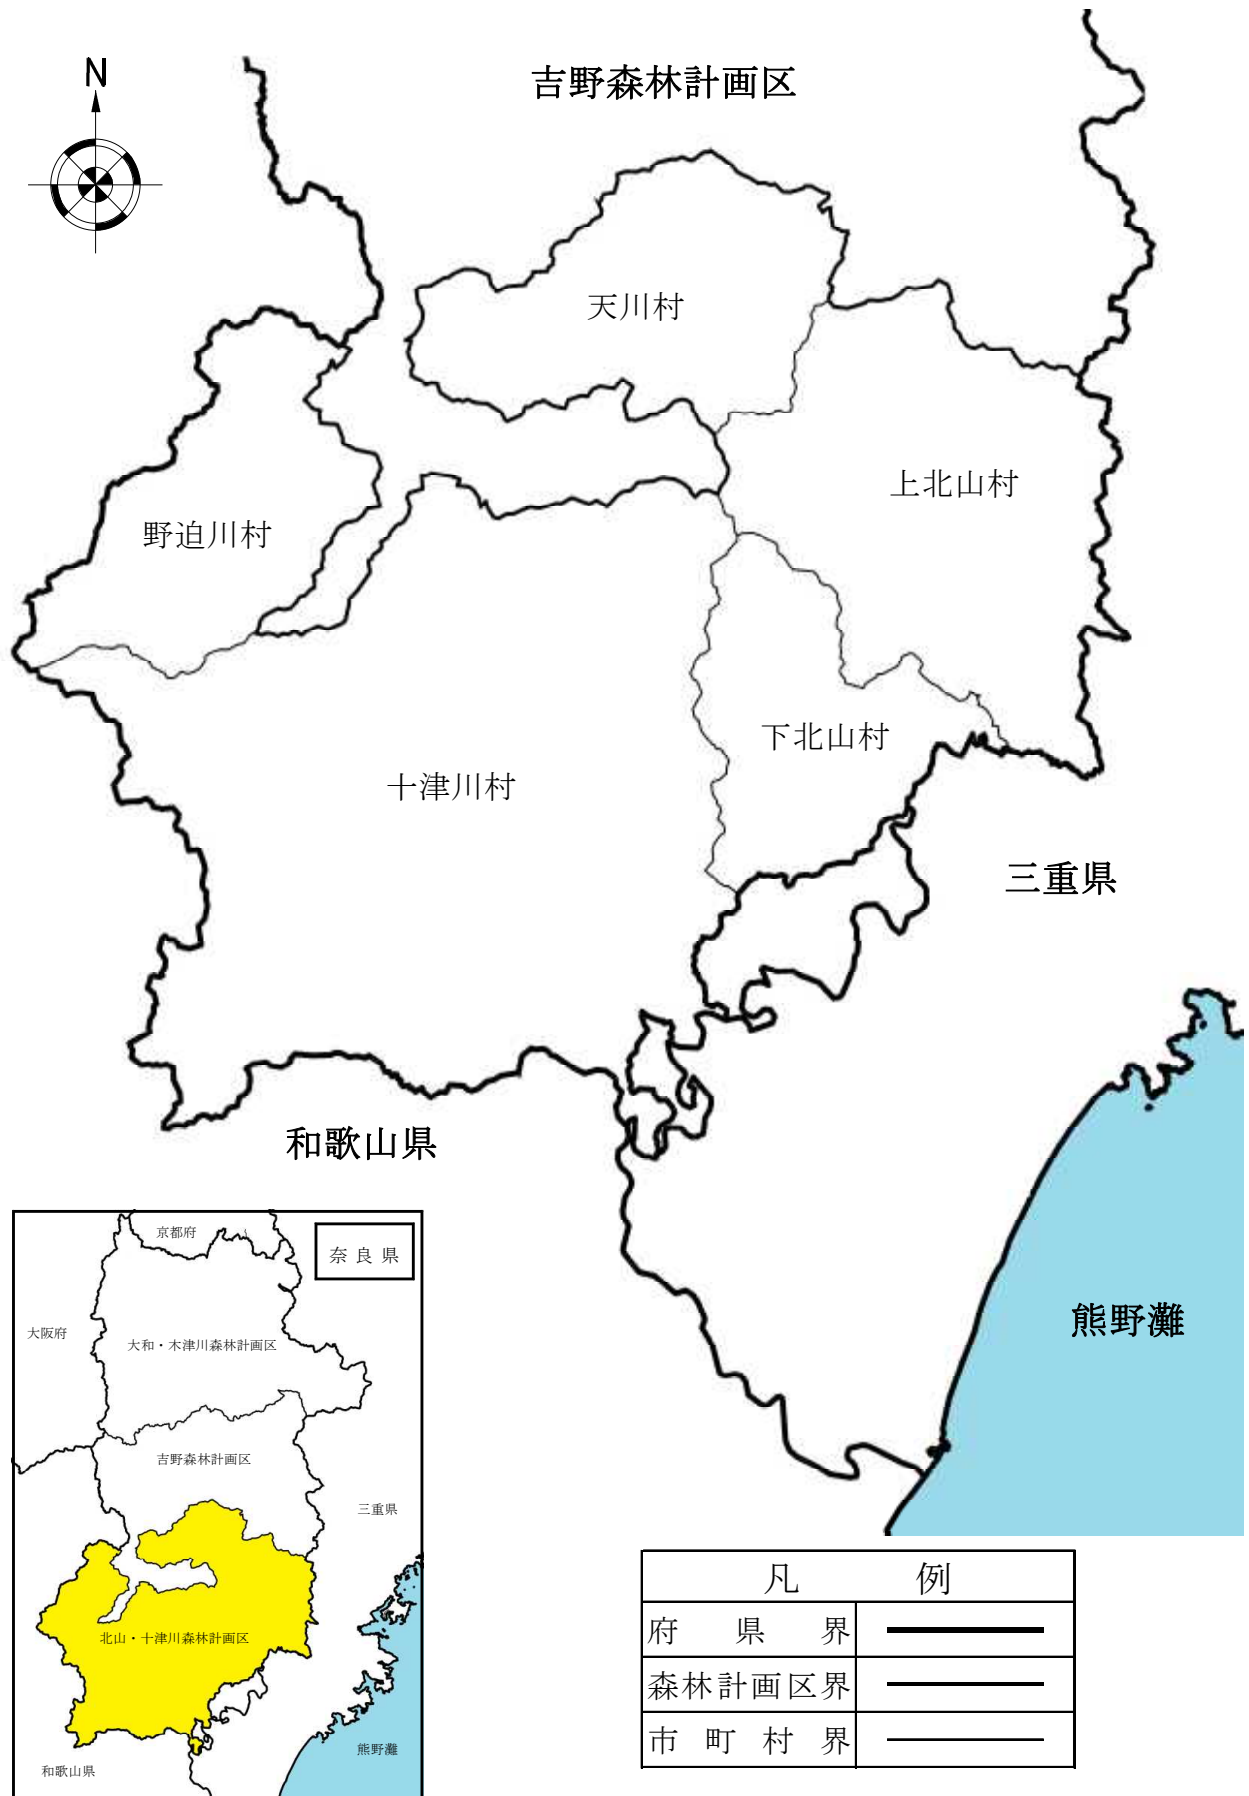 N
吉野森林計画区
天川村
上北山村
野迫川村
下北山村
十津川村
三重県
和歌山県
熊野灘
京都府
奈良県
大阪府
大和・木津川森林計画区
吉野森林計画区
三重県
北山・十津川森林計画区
熊野灘
和歌山県
凡例
府県界
森林計画区界
市町村界